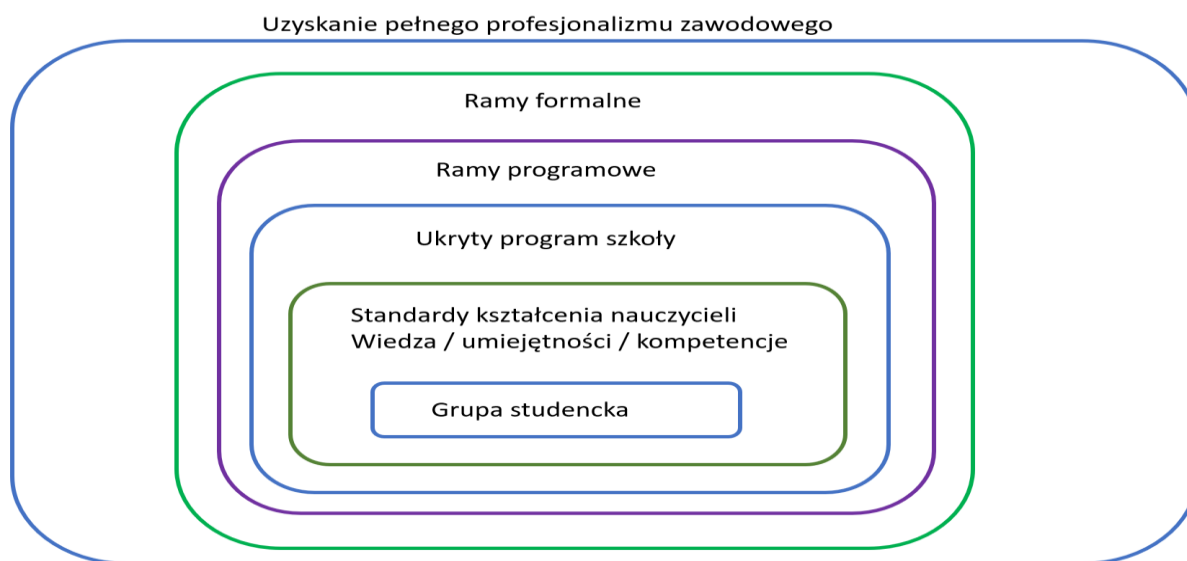 Uzyskanie pełnego profesjonalizmu zawodowego
Ramy formalne
Ramy programowe
Ukryty program szkoły
Standardy kształcenia nauczycieli
Wiedza / umiejętności / kompetencje
Grupa studencka